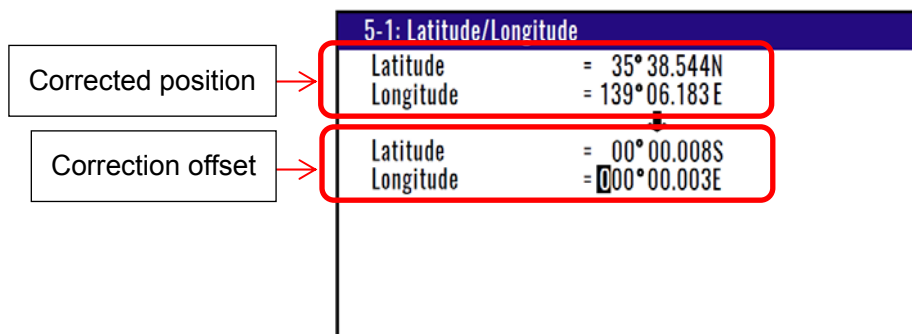 5-1: Latitude/Longitude
Corrected position
Latitude = 35° 38.544N
Longitude = 139° 06.183 E
Correction offset
Latitude = 00° 00.008S
Longitude = 000° 00.003E